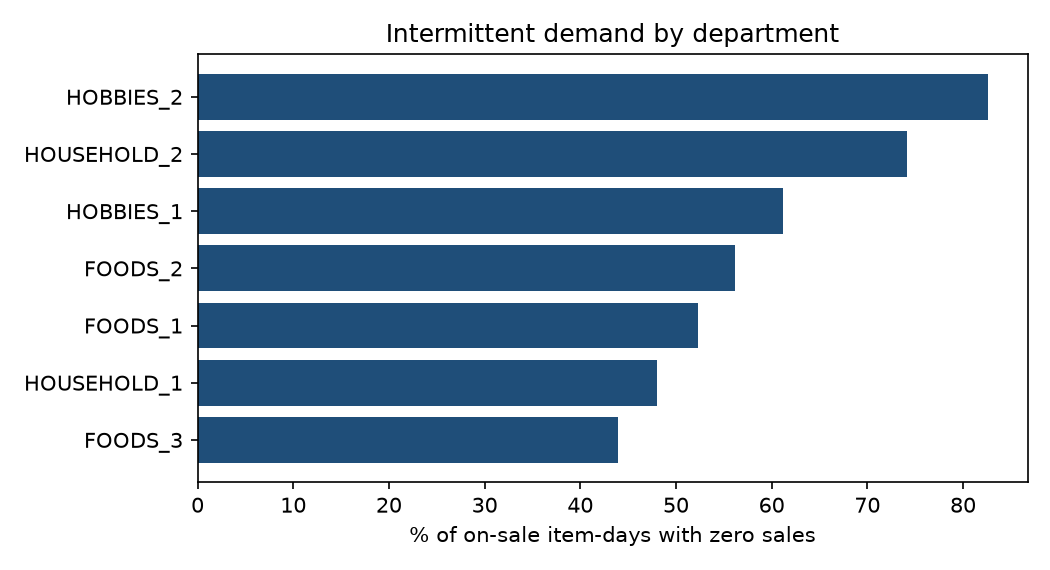 Intermittent demand by department
HOBBIES_2
HOUSEHOLD_2
HOBBIES_1
FOODS_2
FOODS_1
HOUSEHOLD_1
FOODS_3
0 10 20 30 40 50 60 70 80
% of on-sale item-days with zero sales